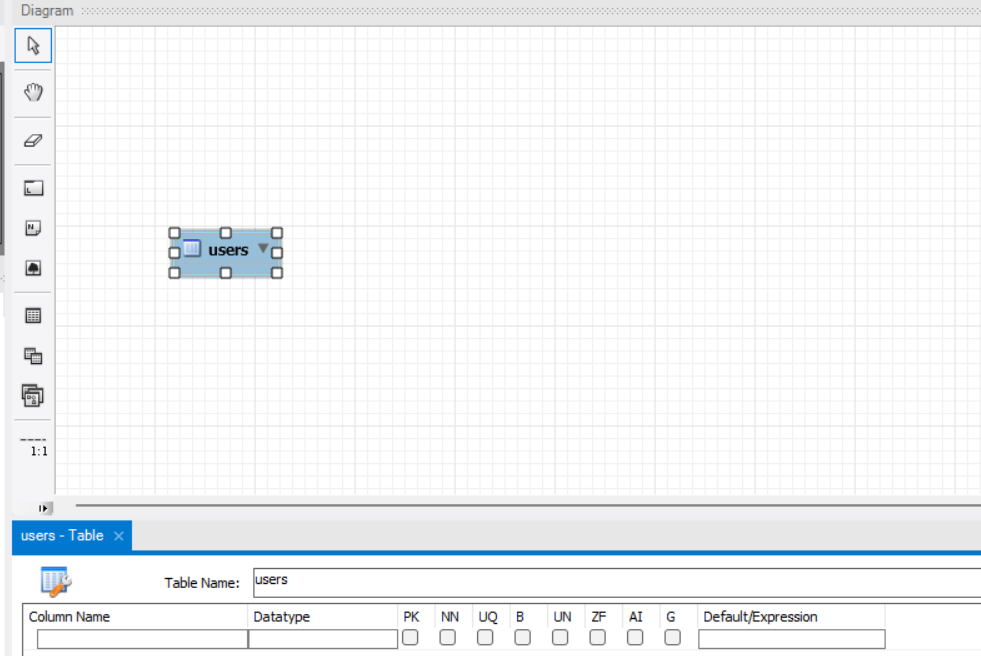 Diagram
users
1:1
users - Table
Table Name: users
Column Name Datatype PK NN UQ B UN ZF AI G Default/Expression